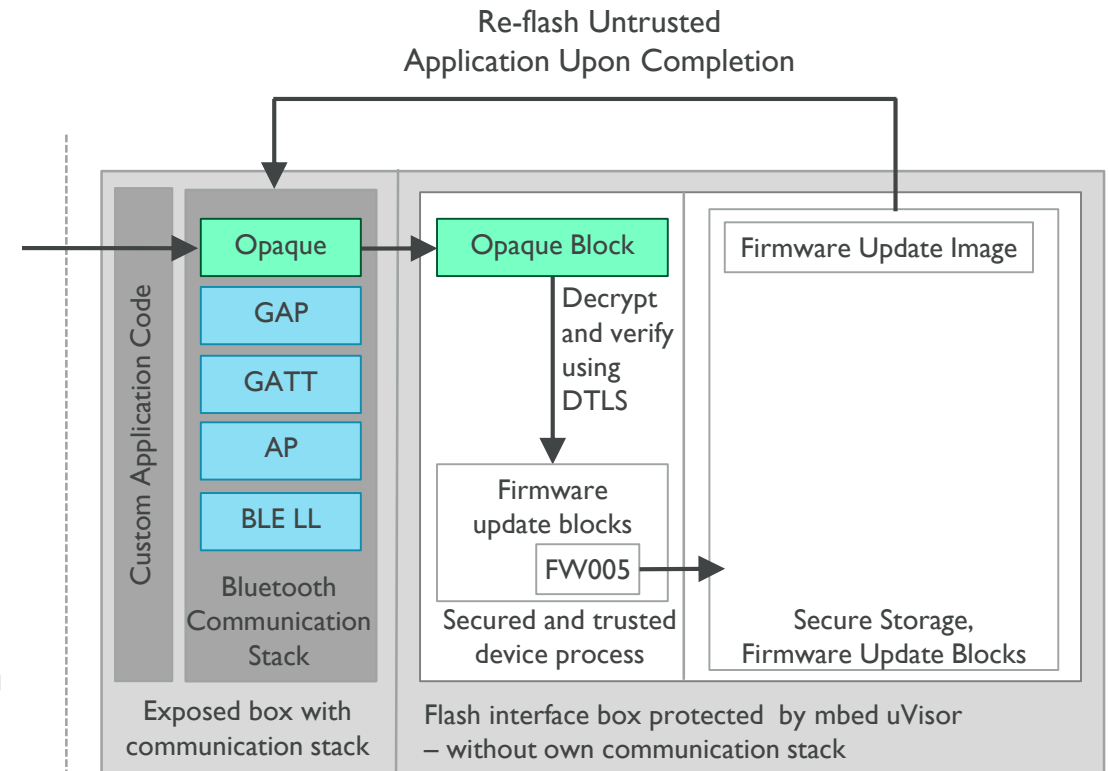 Re-flash Untrusted
Application Upon Completion
Custom Application Code
Opaque
GAP
GATT
AP
BLE LL
Bluetooth
Communication
Stack
Exposed box with
communication stack
Opaque Block
Decrypt
and verify
using
DTLS
Firmware
update blocks
FW005
Secured and trusted
device process
Firmware Update Image
Secure Storage,
Firmware Update Blocks
Flash interface box protected by mbed uVisor
– without own communication stack